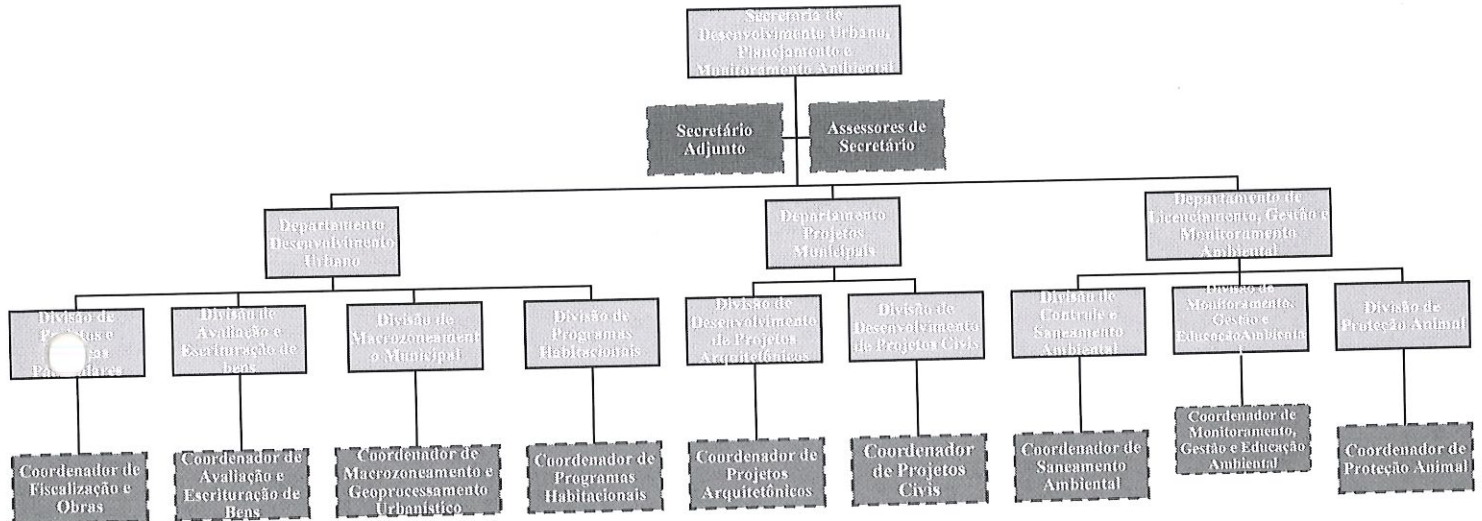 Secretaria de
Desenvolvimento Urbano,
Planejamento e
Monitoramento Ambiental
Secretário
Adjunto
Assessores de
Secretário
Departamento
Desenvolvimento
Urbano
Departamento
Projetos
Municipais
Departamento de
Licenciamento, Gestão e
Monitoramento
Ambiental
Divisão de
e
Divisão de
Avaliação e
Escrituração de
bens
Divisão de
Macrozoneament
o Municipal
Divisão de
Programas
Habitacionais
Divisão de
Desenvolvimento
de Projetos
Arquitetônicos
Divisão de
Desenvolvimento
de Projetos Civis
Divisão de
Controle e
Saneamento
Ambiental
Divisão de
Monitoramento,
Gestão e
Educação Ambiental
Divisão de
Proteção Animal
Coordenador de
Fiscalização e
Obras
Coordenador de
Avaliação e
Escrituração de
Bens
Coordenador de
Macrozoneamento e
Geoprocessamento
Urbanístico
Coordenador de
Programas
Habitacionais
Coordenador de
Projetos
Arquitetônicos
Coordenador
de Projetos
Civis
Coordenador de
Saneamento
Ambiental
Coordenador de
Monitoramento,
Gestão e Educação
Ambiental
Coordenador de
Proteção Animal